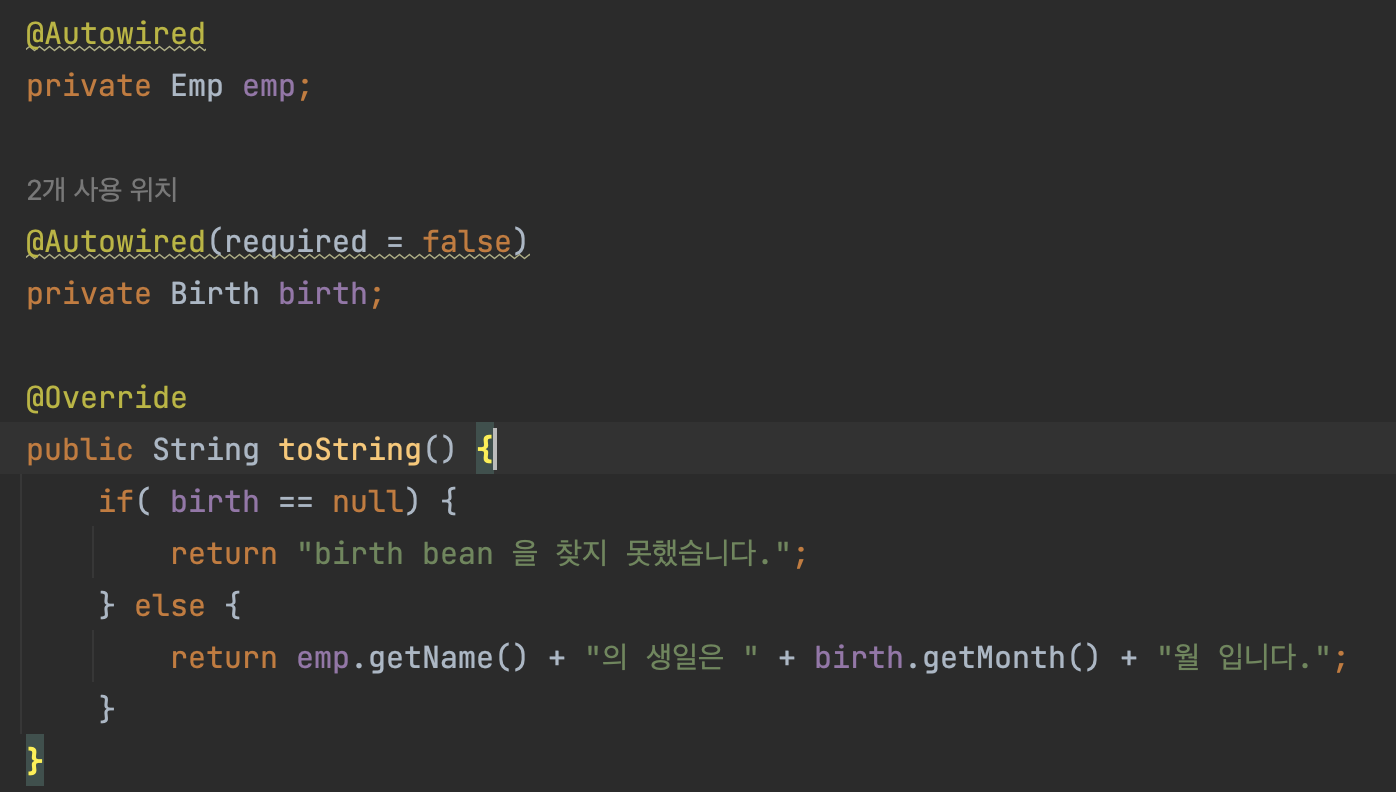 @Autowired
private Emp emp;
2개 사용 위치
@Autowired(required = false)
private Birth birth;
@Override
public String toString() {
if( birth == null) {
return "birth bean 을 찾지 못했습니다.";
} else {
return emp.getName() + "의 생일은 " + birth.getMonth() + "월 입니다.";
}
}